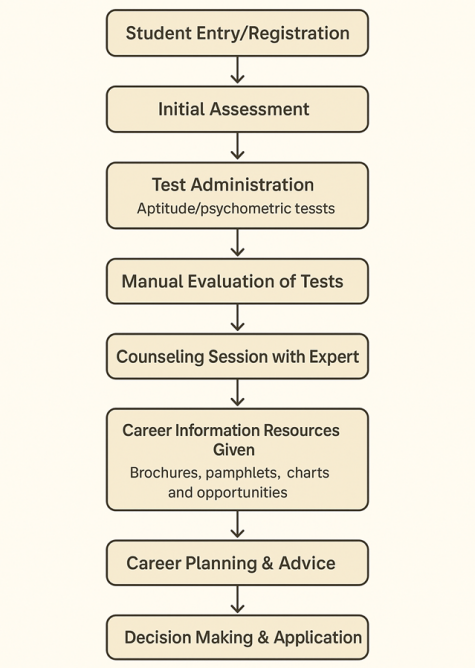 Student Entry/Registration
Initial Assessment
Test Administration
Aptitude/psychometric tessts
Manual Evaluation of Tests
Counseling Session with Expert
Career Information Resources
Given
Brochures, pamphlets, charts
and opportunities
Career Planning & Advice
Decision Making & Application